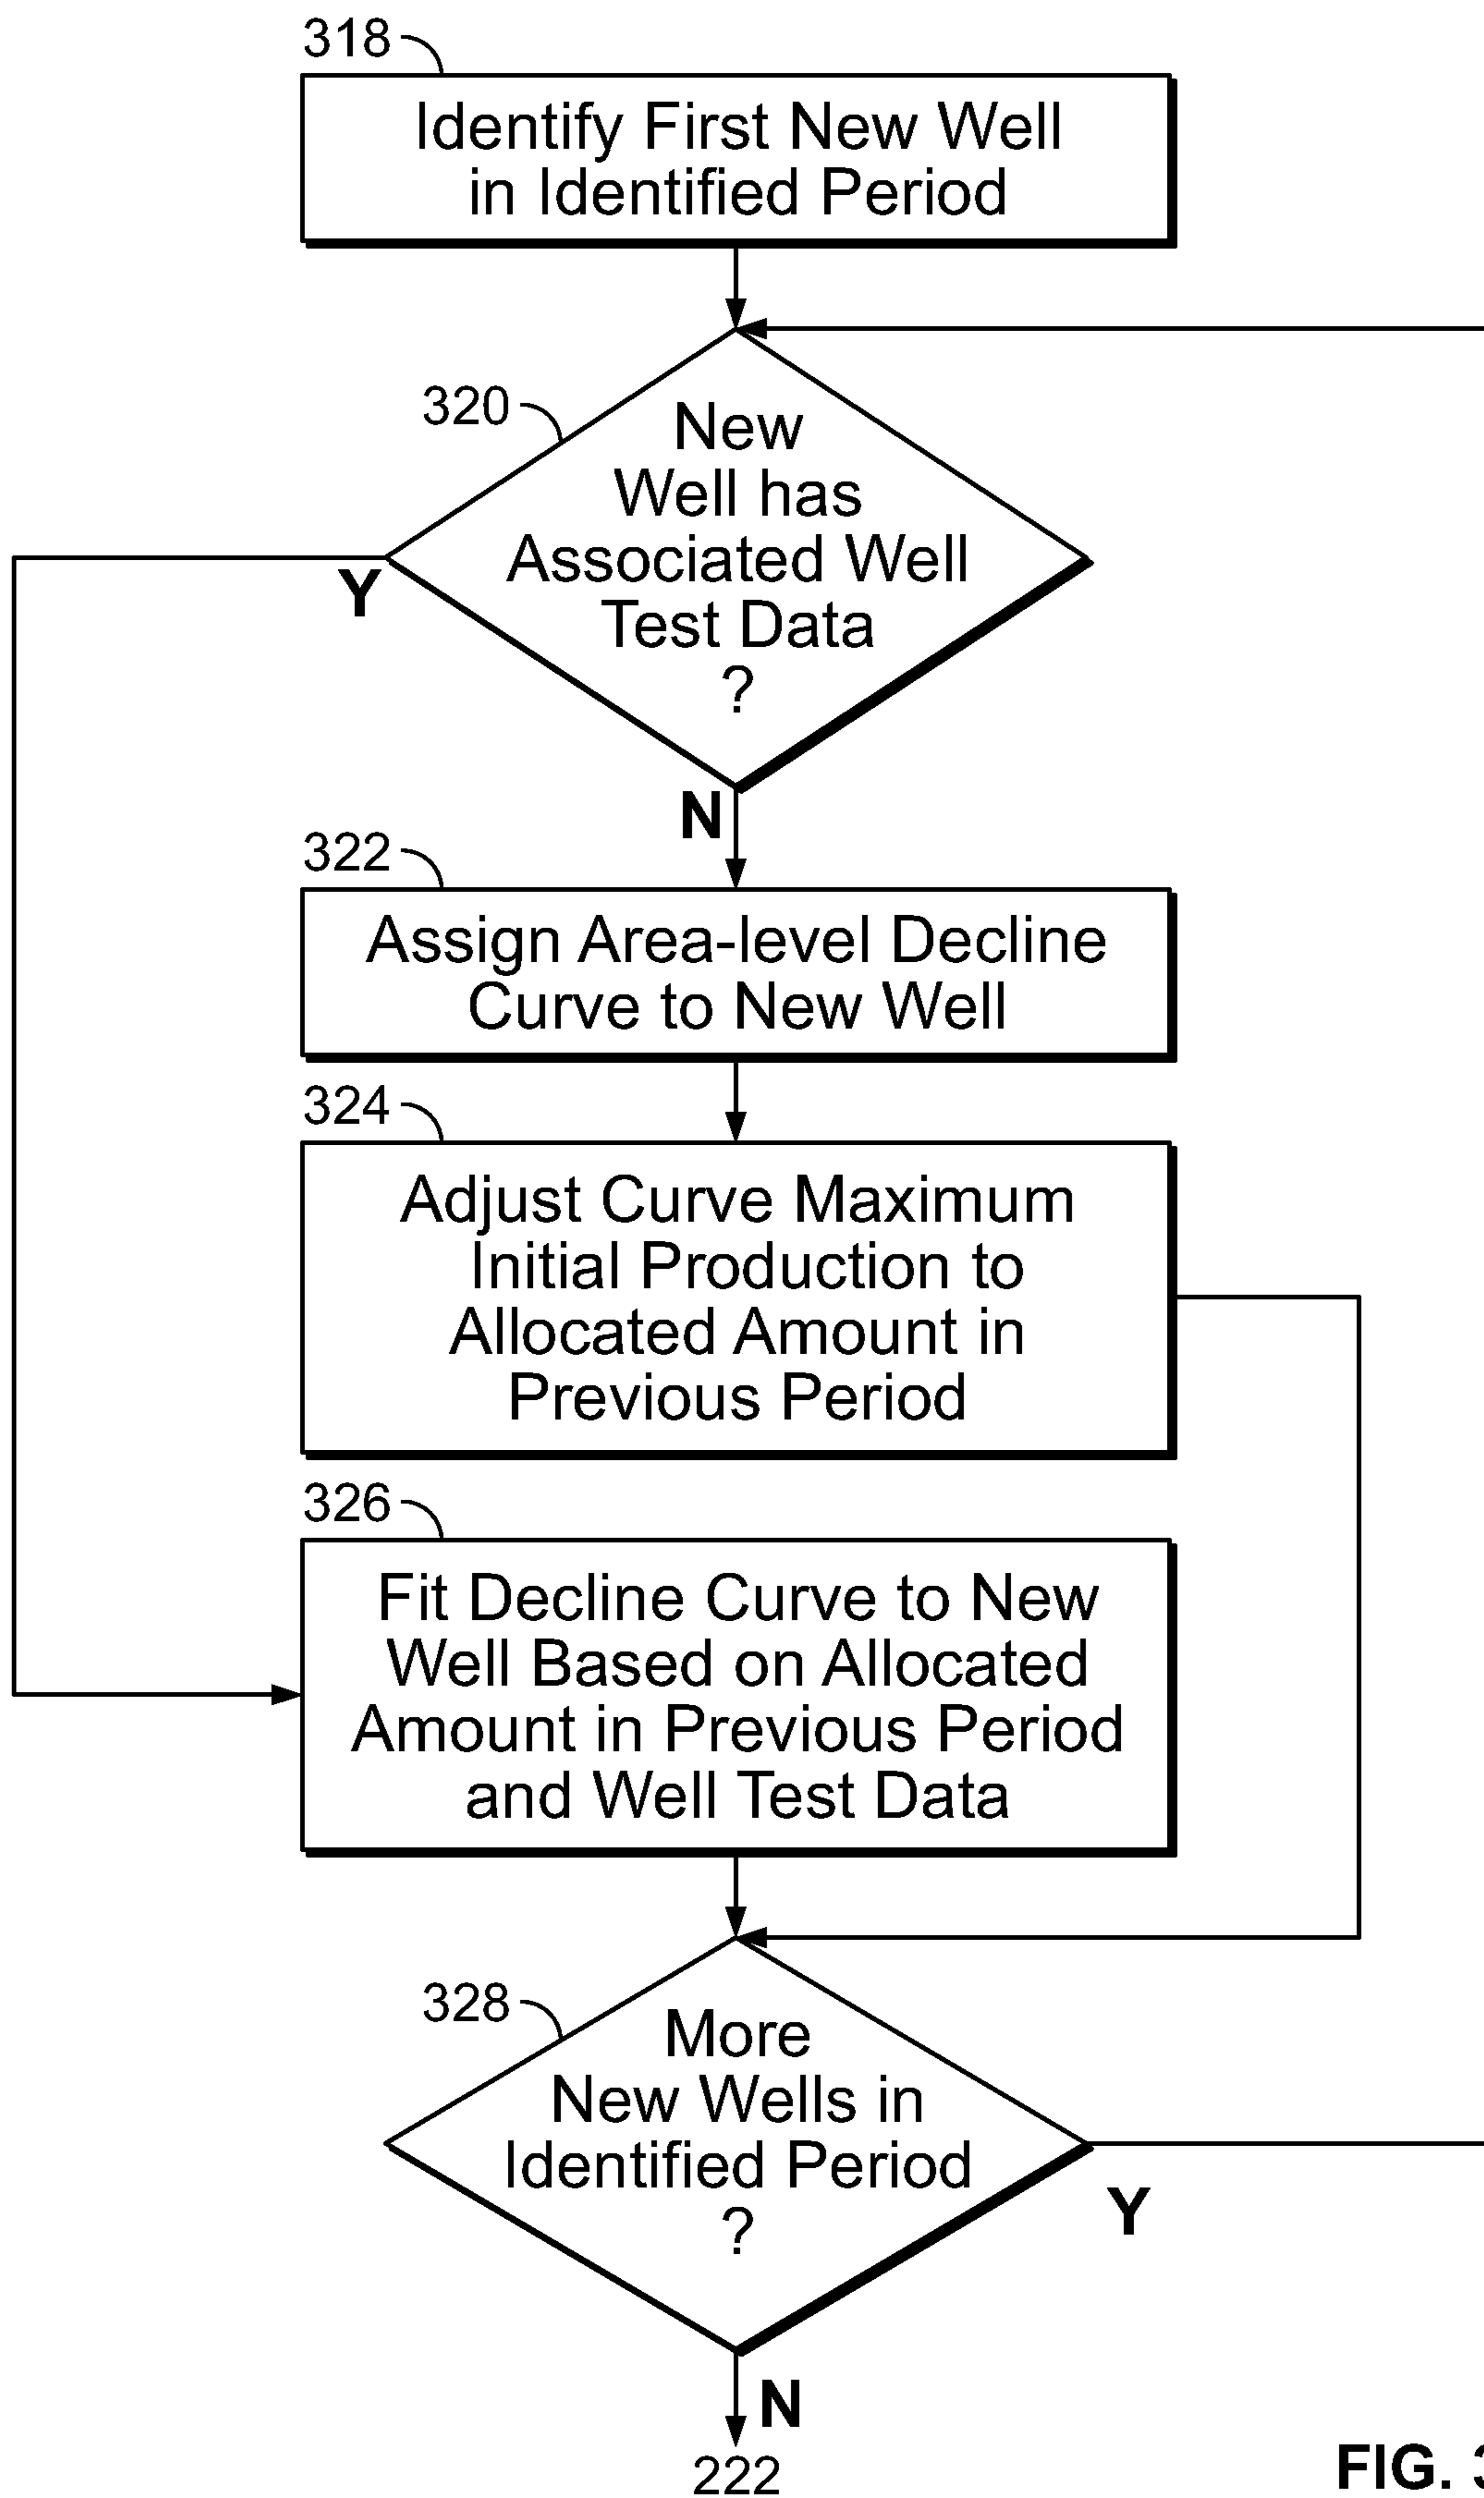 318
Identify First New Well
in Identified Period
320
New
Well has
Associated Well
Test Data
?
Y
N
322
Assign Area-level Decline
Curve to New Well
324
Adjust Curve Maximum
Initial Production to
Allocated Amount in
Previous Period
326
Fit Decline Curve to New
Well Based on Allocated
Amount in Previous Period
and Well Test Data
328
More
New Wells in
Identified Period
?
Y
N
222
FIG.